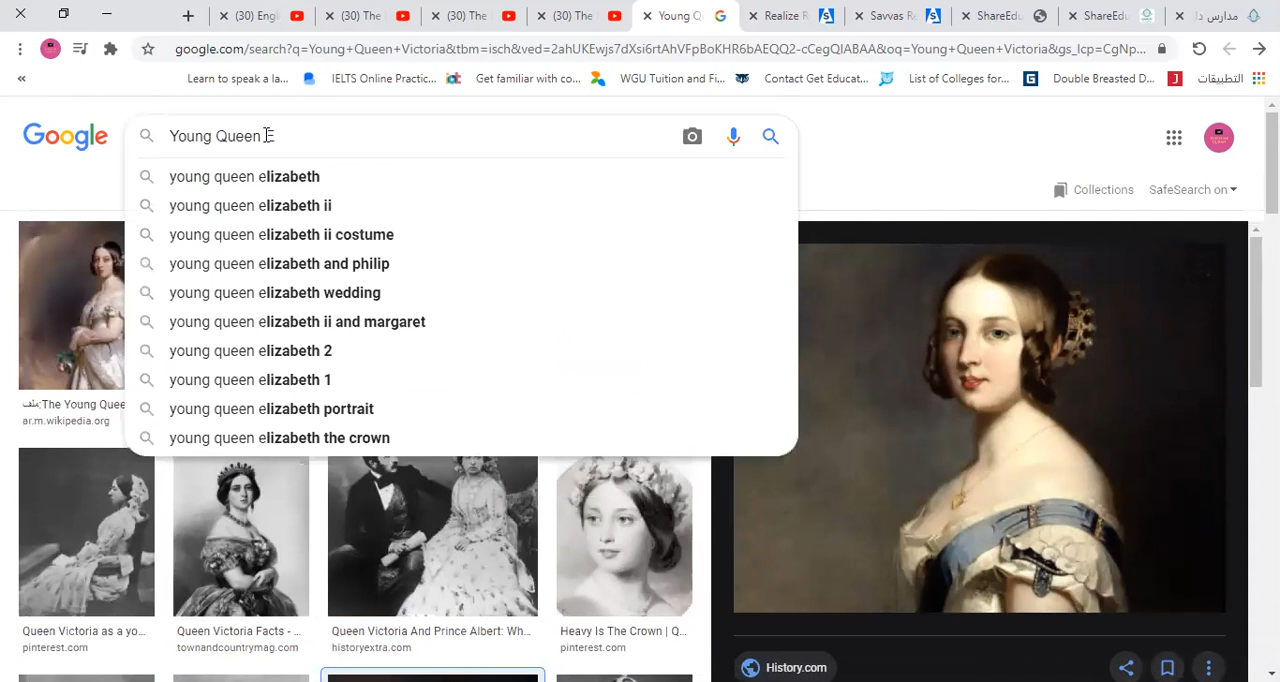 (30) Engl
(30) The
(30) The
(30) The
Young Q
Realize R
Savvas Re
ShareEdu
ShareEdu
مدارس دا
google.com/search?q=Young+Queen+Victoria&tbm=isch&ved=2ahUKEwjs7dXsi6rtAhVFpBoKHR6bAEQQ2-cCegQIABAA&oq=Young+Queen+Victoria&gs_lcp=CgNp...
Learn to speak a la...
IELTS Online Practic...
Get familiar with co...
WGU Tuition and Fi...
Contact Get Educat...
List of Colleges for...
Double Breasted D...
التطبيقات
Google
Young Queen E
Collections
SafeSearch on
young queen elizabeth
young queen elizabeth ii
young queen elizabeth ii costume
young queen elizabeth and philip
young queen elizabeth wedding
young queen elizabeth ii and margaret
young queen elizabeth 2
young queen elizabeth 1
young queen elizabeth portrait
young queen elizabeth the crown
ملف:The Young Quee
ar.m.wikipedia.org
Queen Victoria as a yo...
pinterest.com
Queen Victoria Facts - ...
townandcountrymag.com
Queen Victoria And Prince Albert: Wh...
historyextra.com
Heavy Is The Crown | Q...
pinterest.com
History.com